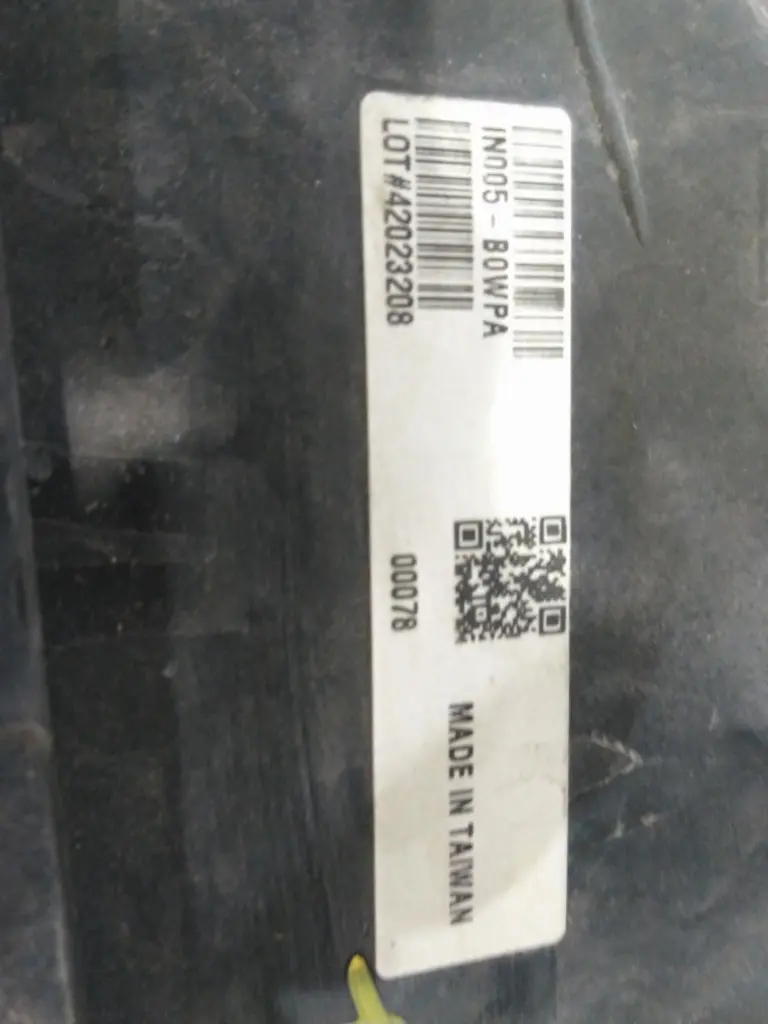 IN005-B0WPA
LOT#42023208
00078
MADE IN TAIWAN